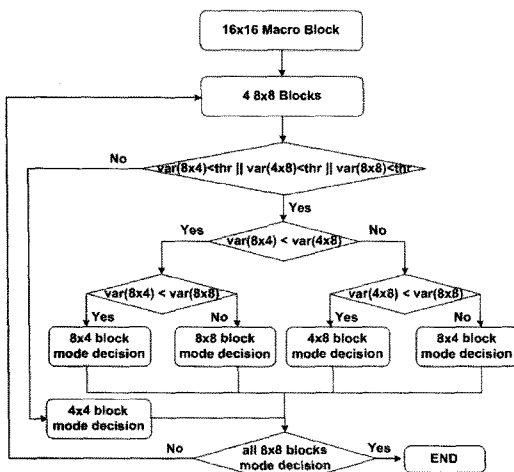 16x16 Macro Block
4 8x8 Blocks
No
var(8x4)<thr || var(4x8)<thr || var(8x8)<thr
Yes
Yes
var(8x4) < var(4x8)
No
var(8x4) < var(8x8)
var(4x8) < var(8x8)
Yes
No
Yes
No
8x4 block
mode decision
8x8 block
mode decision
4x8 block
mode decision
8x4 block
mode decision
4x4 block
mode decision
No
all 8x8 blocks
mode decision
Yes
END